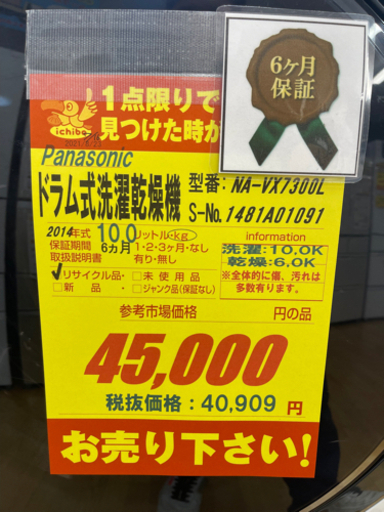 6ヶ月
保証
1点限りで
見つけた時が
ichiba
Panasonic
ドラム式洗濯乾燥機
型番: NA-VX7300L
S-No.1481A01091
2014年式 10.0 リットル・kg
保証期間 6ヵ月 1・2・3ヶ月・なし
取扱説明書 有り・無し
information
洗濯:10.0K
乾燥:6.0K
※全体的に傷、汚れは
多数有ります。
✓リサイクル品・ □未使用品
□新品・ □ジャンク品(保証なし)
参考市場価格 円の品
45,000
税抜価格:40,909 円
お売り下さい!